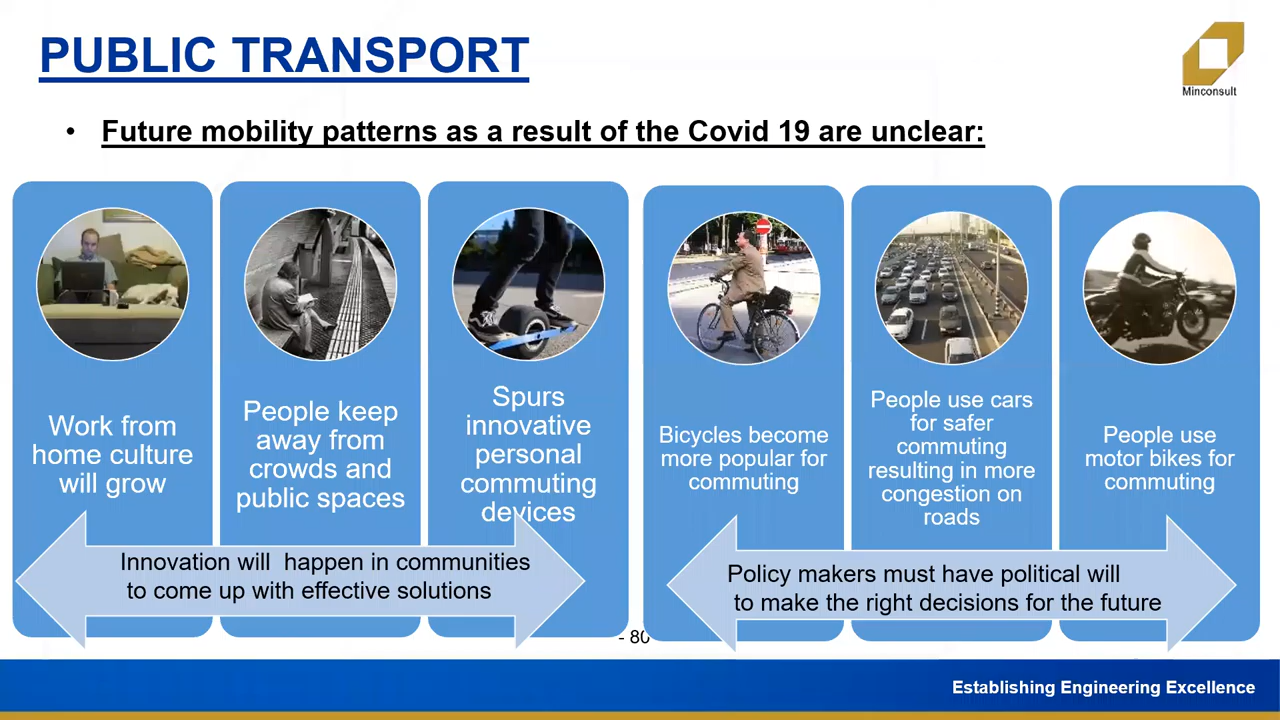 PUBLIC TRANSPORT
Minconsult
• Future mobility patterns as a result of the Covid 19 are unclear:
Work from
home culture
will grow
People keep
away from
crowds and
public spaces
Spurs
innovative
personal
commuting
devices
Bicycles become
more popular for
commuting
People use cars
for safer
commuting
resulting in more
congestion on
roads
People use
motor bikes for
commuting
Innovation will happen in communities
to come up with effective solutions
Policy makers must have political will
to make the right decisions for the future
- 80
Establishing Engineering Excellence